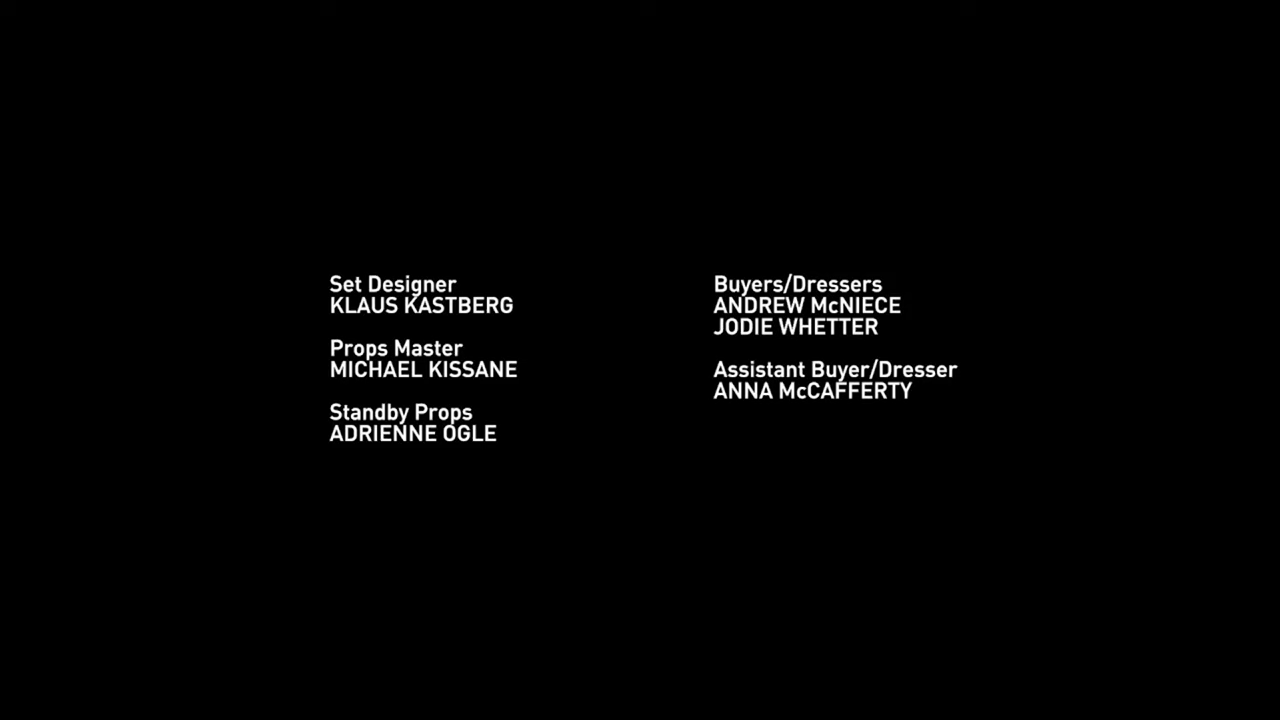 Set Designer
KLAUS KASTBERG
Props Master
MICHAEL KISSANE
Standby Props
ADRIENNE OGLE
Buyers/Dressers
ANDREW McNIECE
JODIE WHETTER
Assistant Buyer/Dresser
ANNA McCAFFERTY